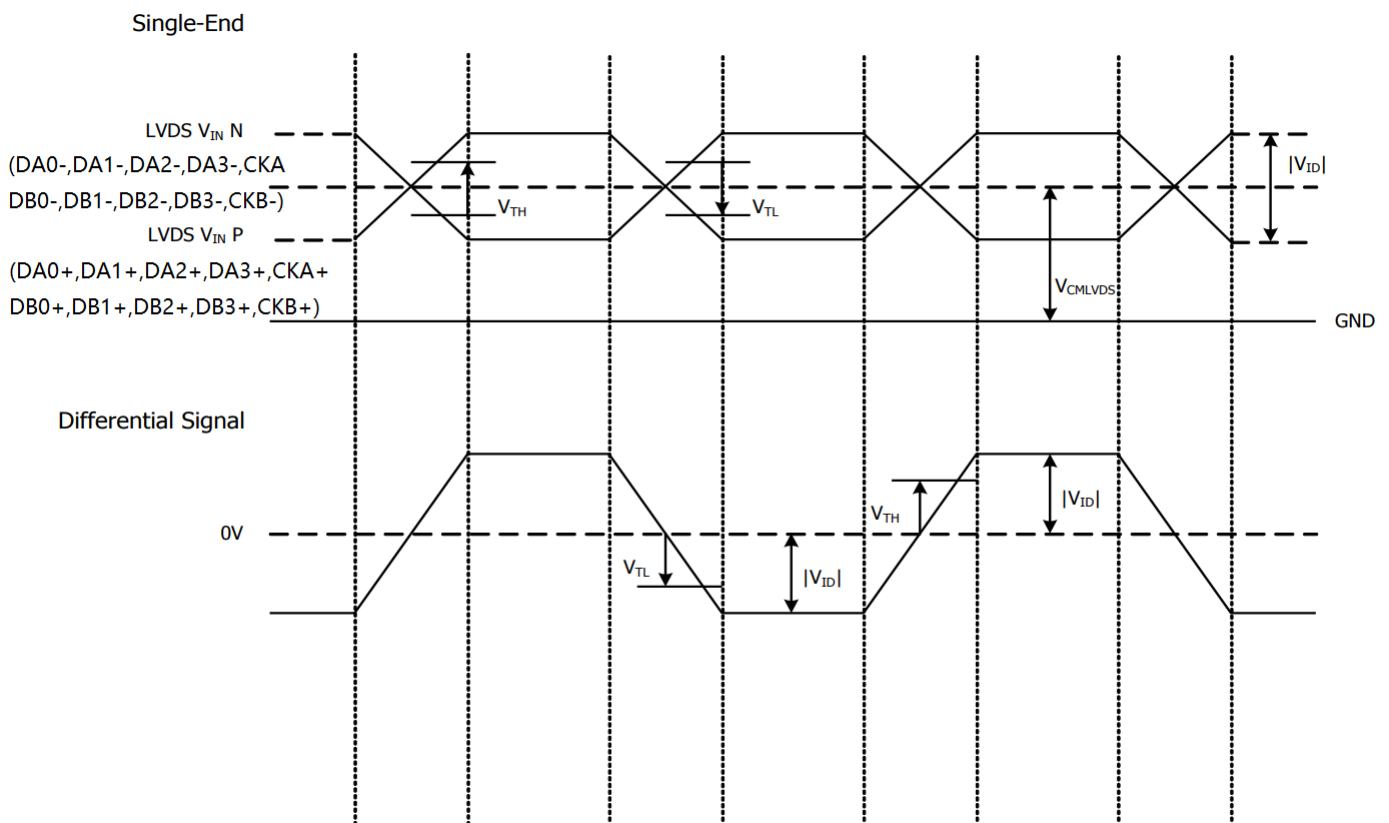 Single-End
LVDS VIN N
(DA0-,DA1-,DA2-,DA3-,CKA
DB0-,DB1-,DB2-,DB3-,CKB-)
LVDS VIN P
(DA0+,DA1+,DA2+,DA3+,CKA+
DB0+,DB1+,DB2+,DB3+,CKB+)
VTH
VTL
|VID|
VCMLVDS
GND
Differential Signal
0V
VTL
|VID|
VTH
|VID|